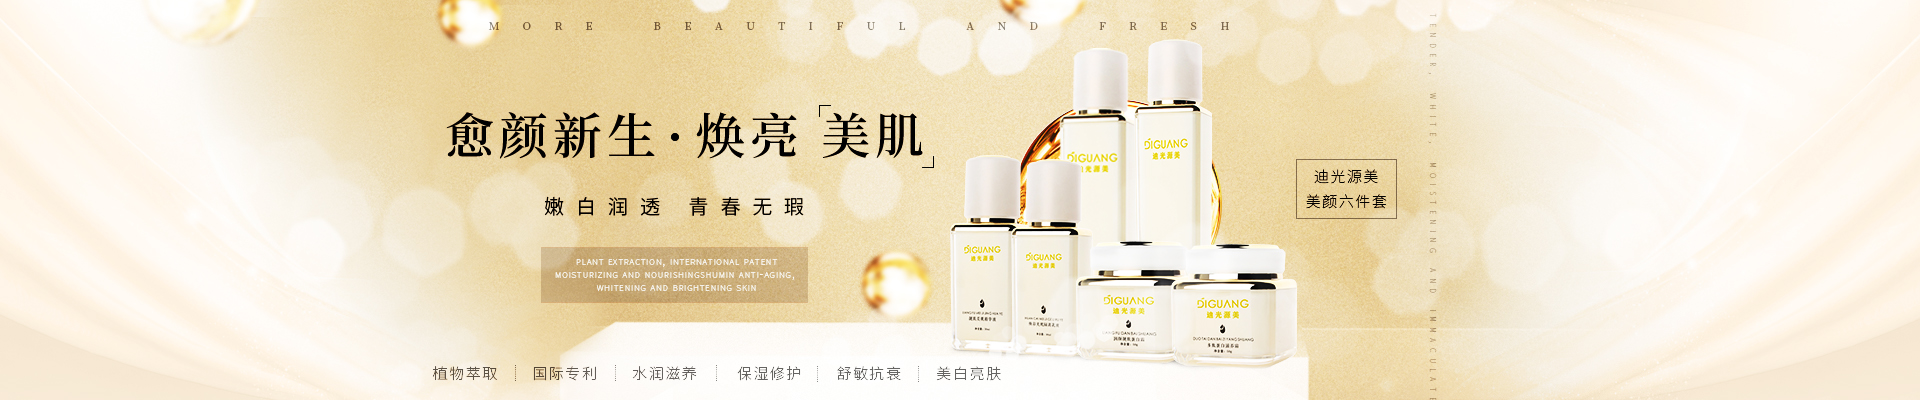 MORE BEAUTIFUL AND FRESH
愈颜新生·焕亮「美肌」
嫩白润透 青春无瑕
PLANT EXTRACTION, INTERNATIONAL PATENT
MOISTURIZING AND NOURISHINGSHUMIN ANTI-AGING,
WHITENING AND BRIGHTENING SKIN
植物萃取
国际专利
水润滋养
保湿修护
舒敏抗衰
美白亮肤
DIGUANG
迪光源美
DIGUANG
迪光源美
DIGUANG
迪光源美
DIGUANG
迪光源美
DIGUANG
迪光源美
DIGUANG
迪光源美
迪光源美
美颜六件套
TENDER, WHITE, MOISTENING AND IMMACULATE